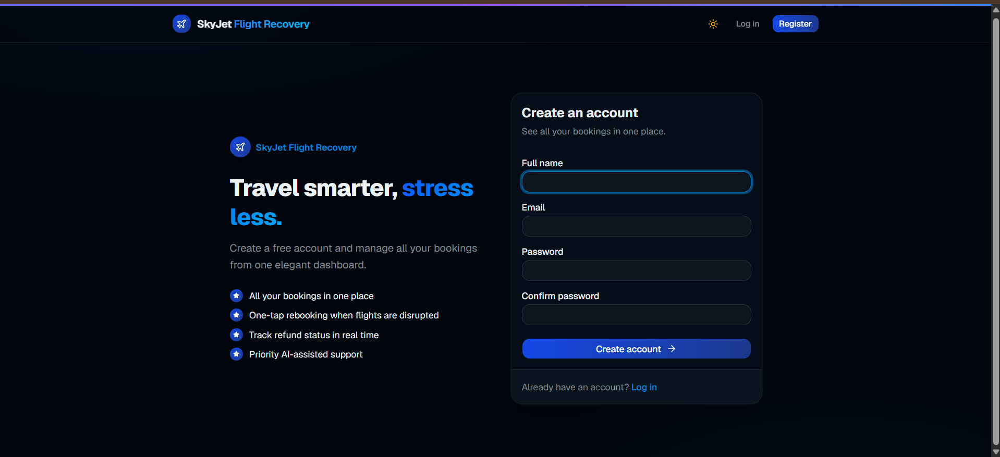 SkyJet Flight Recovery
Log in
Register
SkyJet Flight Recovery
Travel smarter, stress
less.
Create a free account and manage all your bookings
from one elegant dashboard.
All your bookings in one place
One-tap rebooking when flights are disrupted
Track refund status in real time
Priority AI-assisted support
Create an account
See all your bookings in one place.
Full name
Email
Password
Confirm password
Create account →
Already have an account? Log in